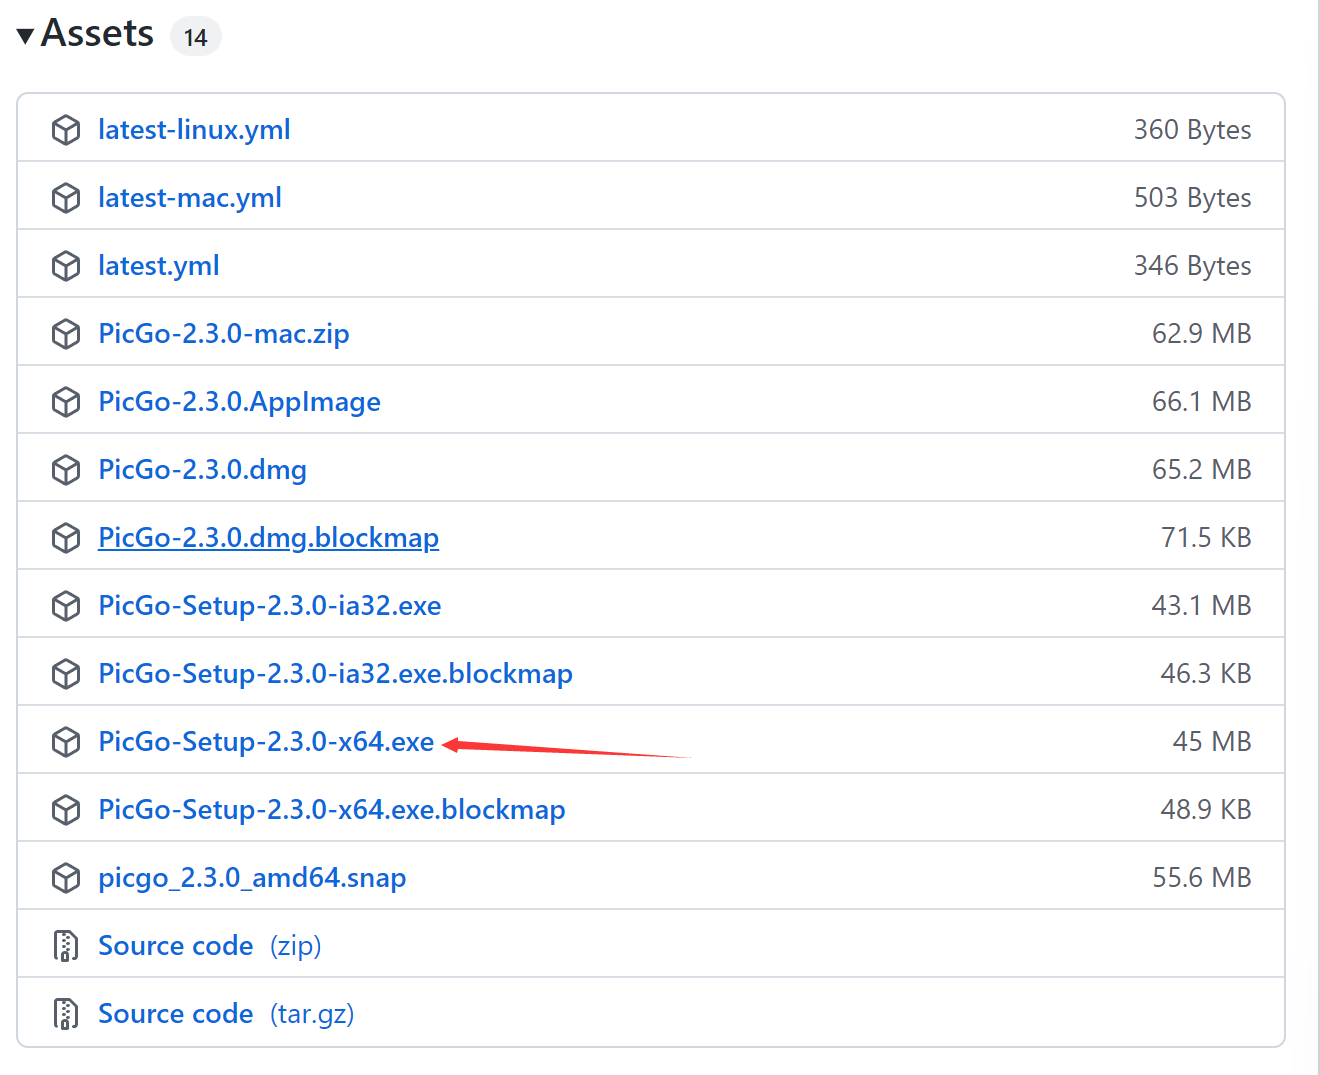 Assets 14
latest-linux.yml 360 Bytes
latest-mac.yml 503 Bytes
latest.yml 346 Bytes
PicGo-2.3.0-mac.zip 62.9 MB
PicGo-2.3.0.AppImage 66.1 MB
PicGo-2.3.0.dmg 65.2 MB
PicGo-2.3.0.dmg.blockmap 71.5 KB
PicGo-Setup-2.3.0-ia32.exe 43.1 MB
PicGo-Setup-2.3.0-ia32.exe.blockmap 46.3 KB
PicGo-Setup-2.3.0-x64.exe 45 MB
PicGo-Setup-2.3.0-x64.exe.blockmap 48.9 KB
picgo_2.3.0_amd64.snap 55.6 MB
Source code (zip)
Source code (tar.gz)